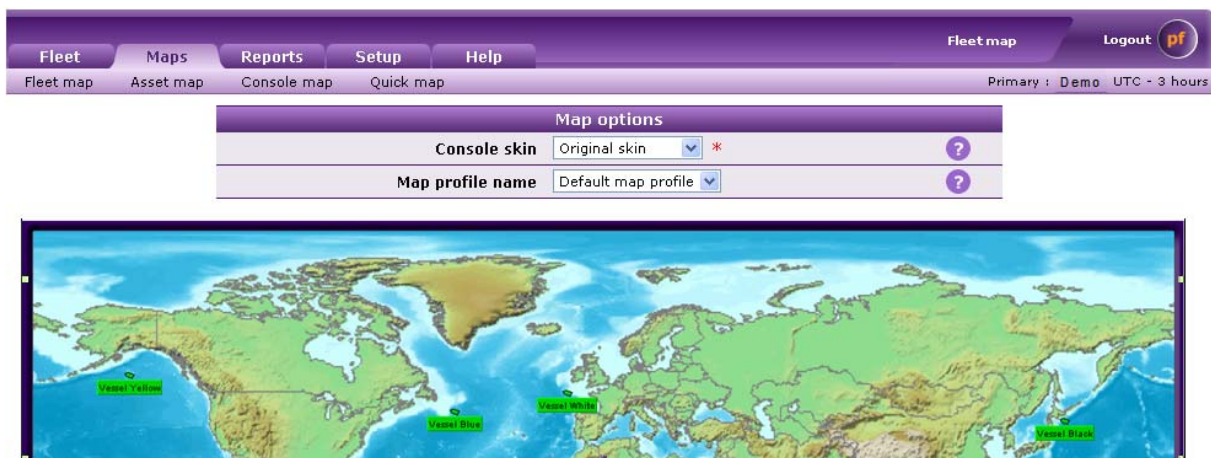 Fleet map Logout pf
Fleet Maps Reports Setup Help
Fleet map Asset map Console map Quick map Primary : Demo UTC - 3 hours
Map options
Console skin Original skin * ?
Map profile name Default map profile ?
Vessel Yellow
Vessel White
Vessel Blue
Vessel Black